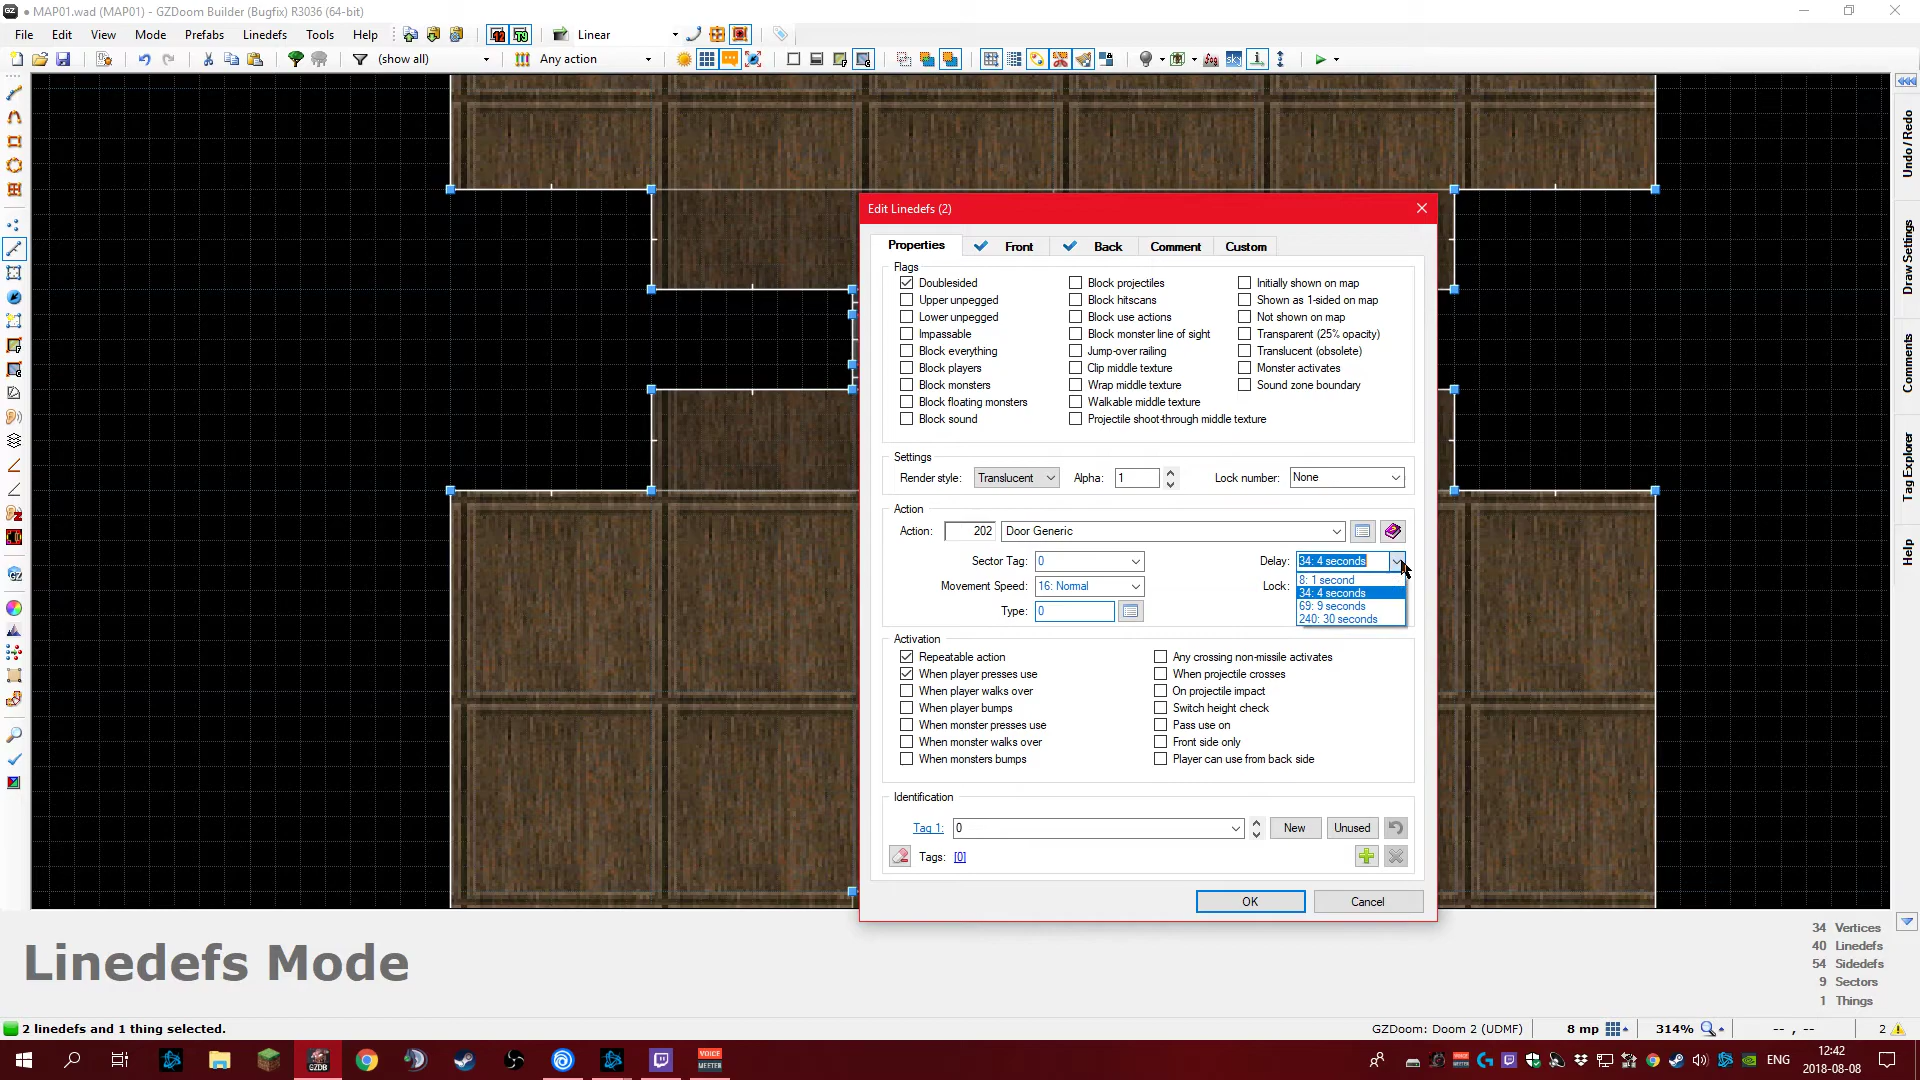 MAP01.wad (MAP01) - GZDoom Builder (Bugfix) R3036 (64-bit)
File Edit View Mode Prefabs Linedefs Tools Help Linear
(show all) Any action
Undo / Redo
Draw Settings
Comments
Tag Explorer
Help
Edit Linedefs (2)
Properties Front Back Comment Custom
Flags
Doublesided Block projectiles Initially shown on map
Upper unpegged Block hitscans Shown as 1-sided on map
Lower unpegged Block use actions Not shown on map
Impassable Block monster line of sight Transparent (25% opacity)
Block everything Jump-over railing Translucent (obsolete)
Block players Clip middle texture Monster activates
Block monsters Wrap middle texture Sound zone boundary
Block floating monsters Walkable middle texture
Block sound Projectile shoot-through middle texture
Settings
Render style: Translucent Alpha: 1 Lock number: None
Action
Action: 202 Door Generic
Sector Tag: 0 Delay: 34: 4 seconds
Movement Speed: 16: Normal Lock:
Type: 0
8: 1 second
34: 4 seconds
69: 9 seconds
240: 30 seconds
Activation
Repeatable action Any crossing non-missile activates
When player presses use When projectile crosses
When player walks over On projectile impact
When player bumps Switch height check
When monster presses use Pass use on
When monster walks over Front side only
When monsters bumps Player can use from back side
Identification
Tag 1: 0 New Unused
Tags: [0]
OK Cancel
Linedefs Mode
34 Vertices
40 Linedefs
54 Sidedefs
9 Sectors
1 Things
2 linedefs and 1 thing selected. GZDoom: Doom 2 (UDMF) 8 mp 314% -- , -- 2
GZDB
VOICE
MEETER
ENG
12:42
2018-08-08